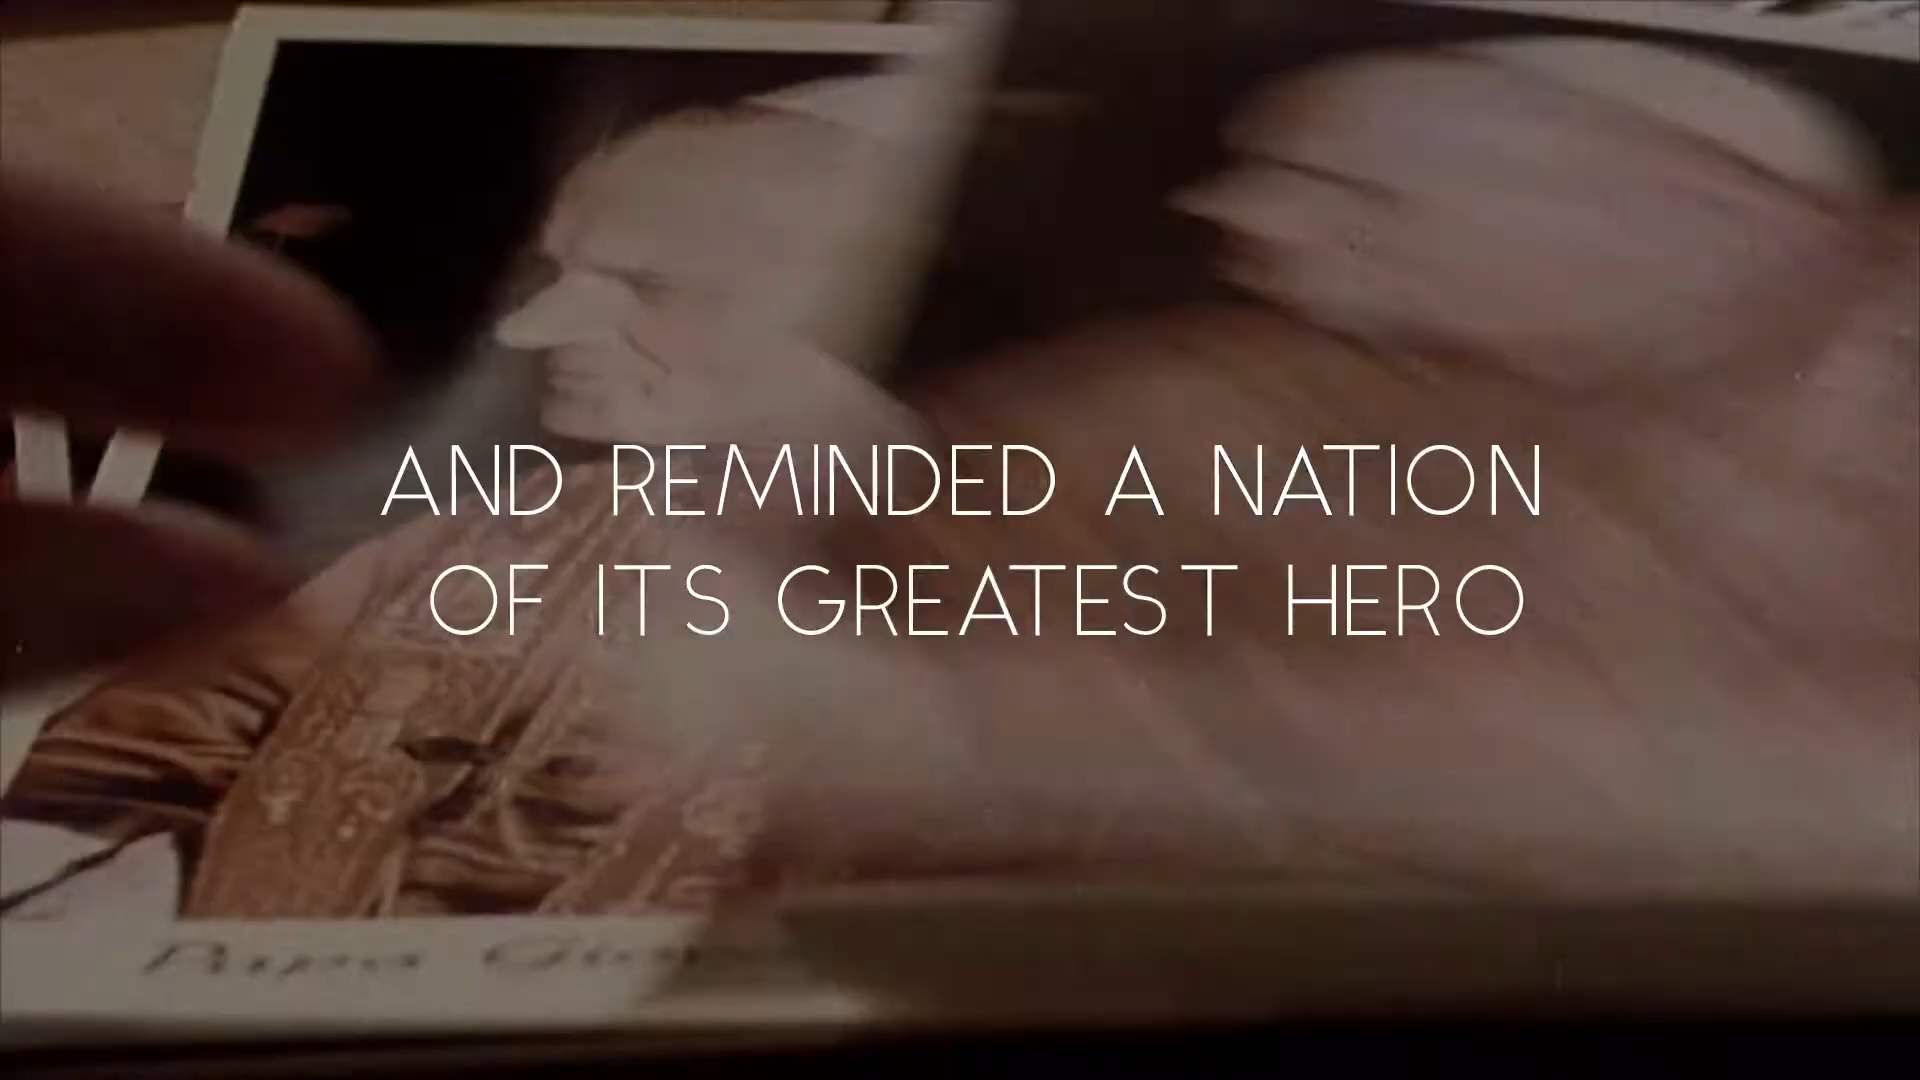 AND REMINDED A NATION
OF ITS GREATEST HERO